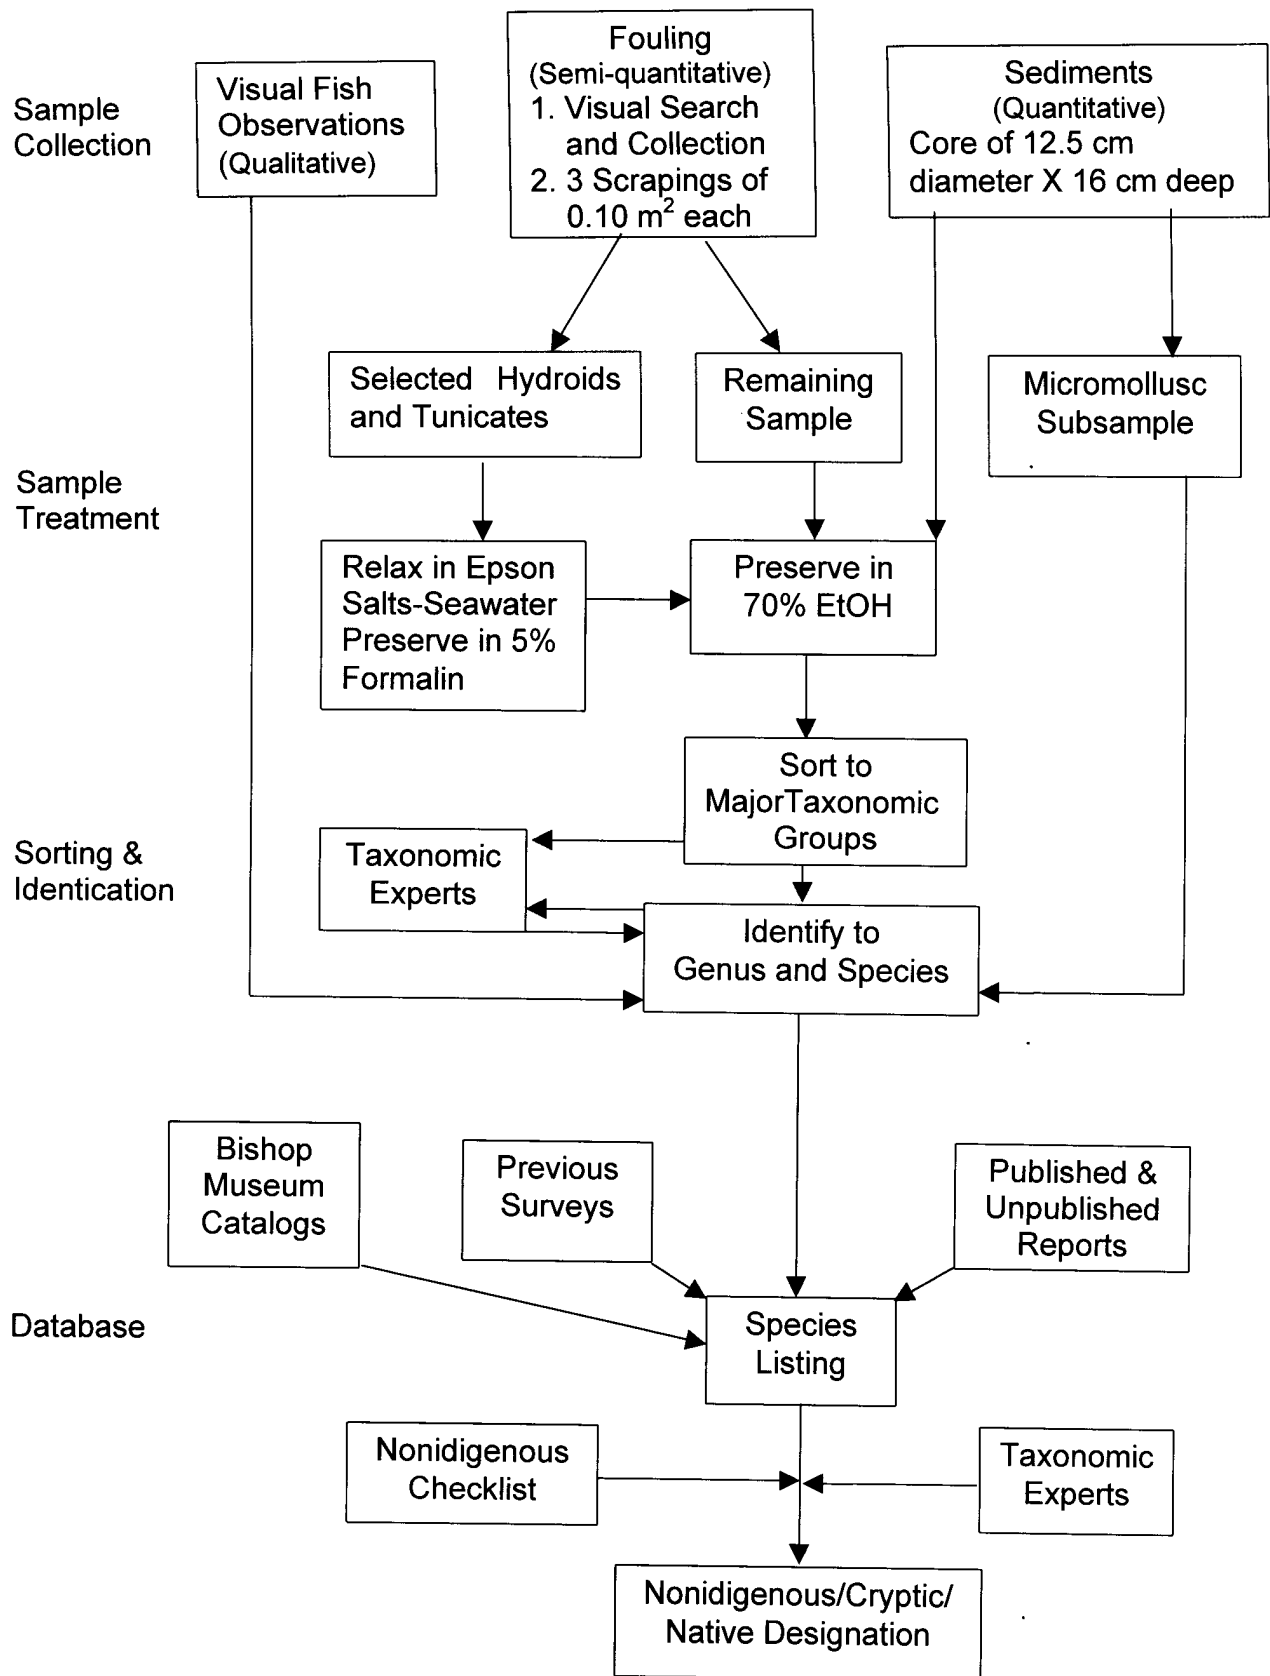 Sample
Collection
Visual Fish
Observations
(Qualitative)
Fouling
(Semi-quantitative)
1. Visual Search
and Collection
2. 3 Scrapings of
0.10 m² each
Sediments
(Quantitative)
Core of 12.5 cm
diameter X 16 cm deep
Selected Hydroids
and Tunicates
Remaining
Sample
Micromollusc
Subsample
Sample
Treatment
Relax in Epson
Salts-Seawater
Preserve in 5%
Formalin
Preserve in
70% EtOH
Sort to
MajorTaxonomic
Groups
Sorting &
Identication
Taxonomic
Experts
Identify to
Genus and Species
Bishop
Museum
Catalogs
Previous
Surveys
Published &
Unpublished
Reports
Database
Species
Listing
Nonidigenous
Checklist
Taxonomic
Experts
Nonidigenous/Cryptic/
Native Designation